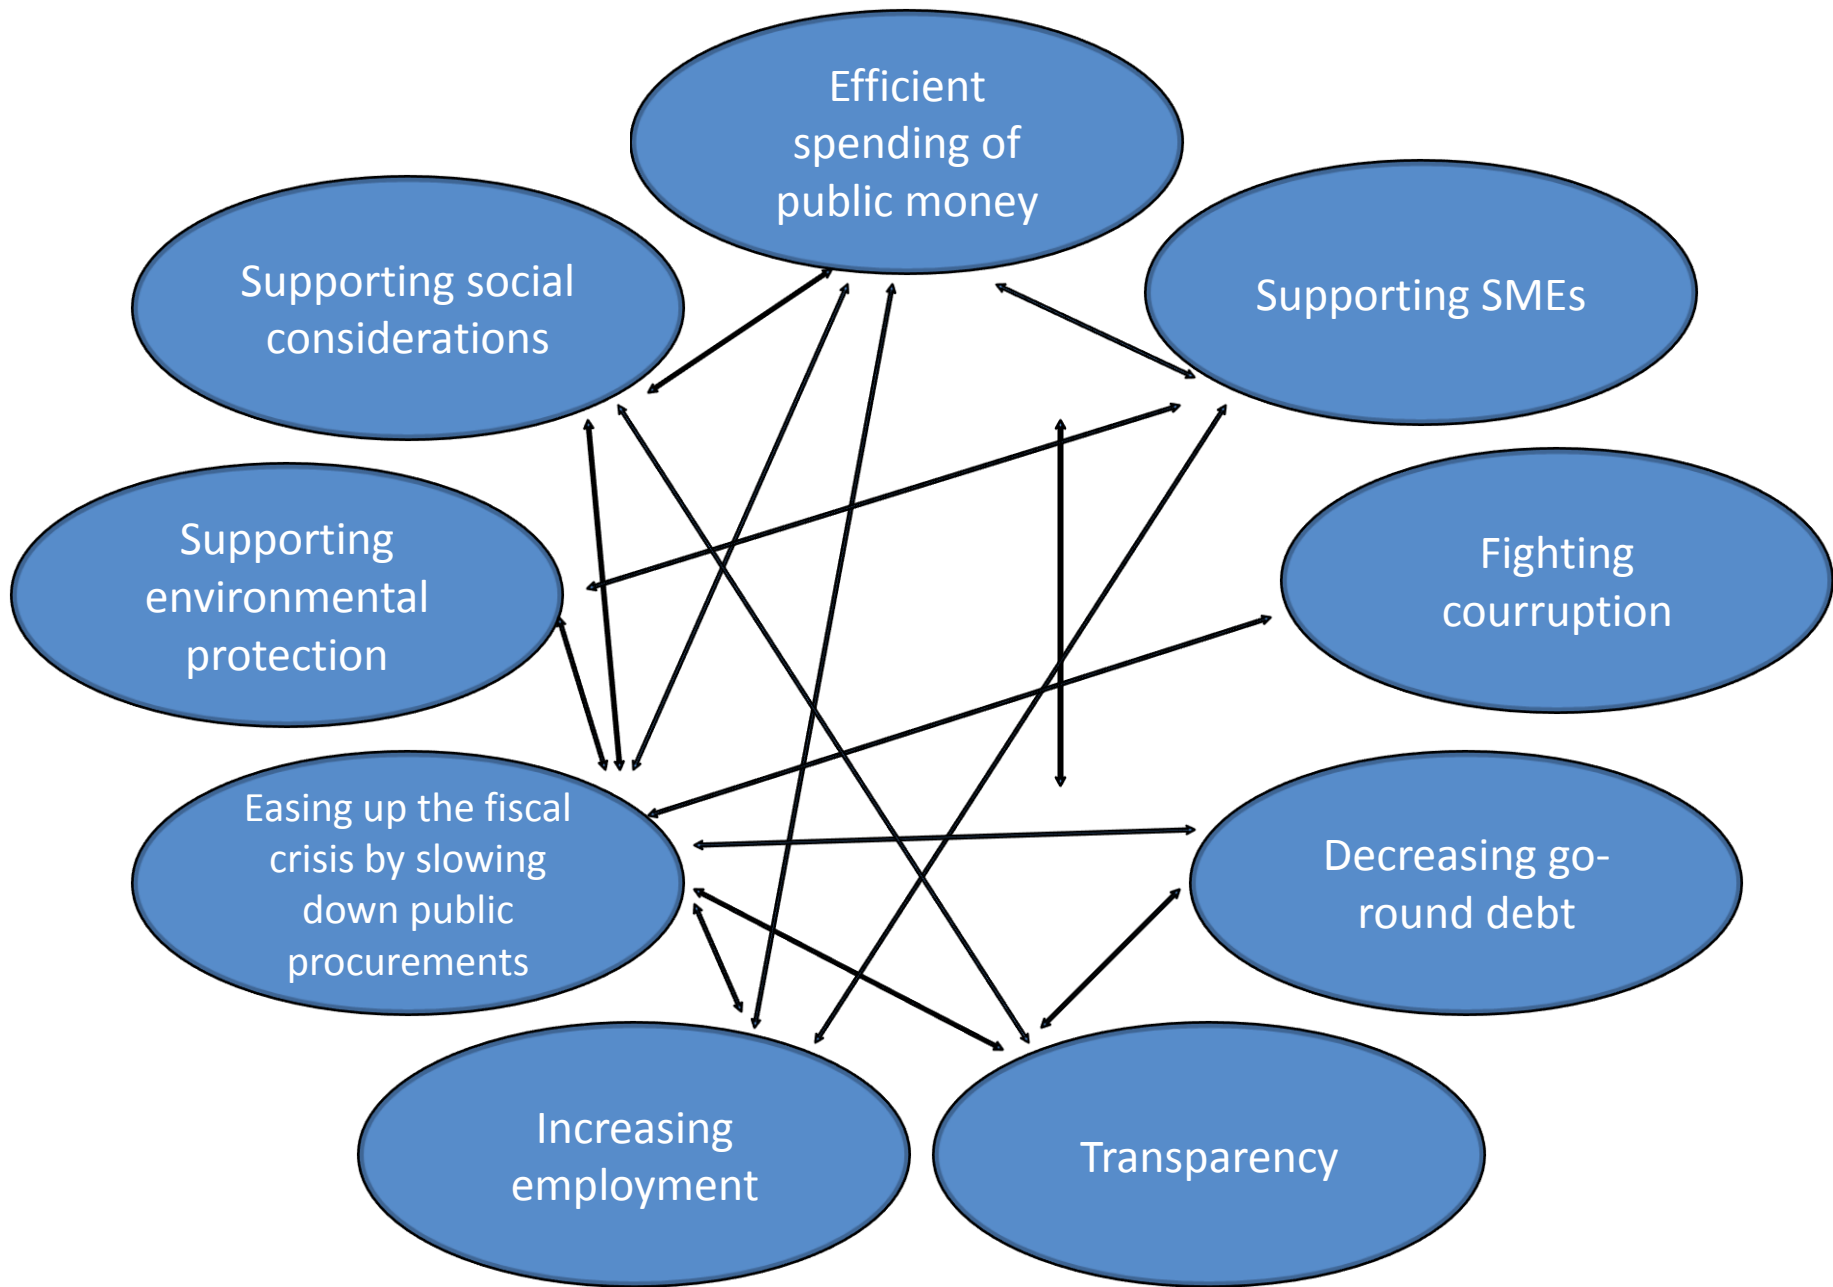 Efficient
spending of
public money
Supporting social
considerations
Supporting SMEs
Supporting
environmental
protection
Fighting
courruption
Easing up the fiscal
crisis by slowing
down public
procurements
Decreasing go-
round debt
Increasing
employment
Transparency